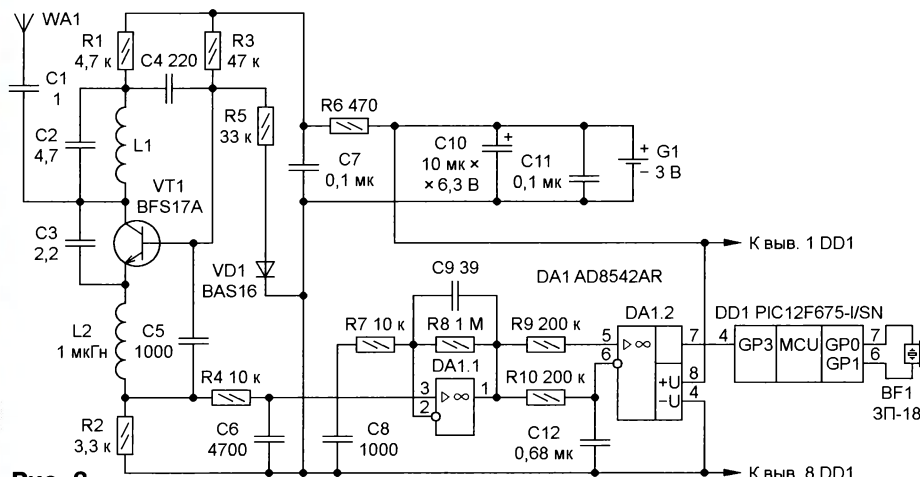 WA1
R1
4,7 к
R3
47 к
C4 220
C1
1
C2
4,7
L1
R5
33 к
R6 470
C7
0,1 мк
C10
10 мк ×
× 6,3 В
+
C11
0,1 мк
+
G1
− 3 В
VT1
BFS17A
C3
2,2
VD1
BAS16
К выв. 1 DD1
C9 39
DA1 AD8542AR
L2
1 мкГн
C5
1000
R7 10 к
R8 1 М
R9 200 к
DA1.2
DD1 PIC12F675-I/SN
DA1.1
5
6
▷ ∞
7
4
GP3
MCU
GP0
GP1
7
6
+U
−U
8
4
R4 10 к
3
2
▷ ∞
1
R10 200 к
BF1
ЗП-18
R2
3,3 к
C6
4700
C8
1000
C12
0,68 мк
К выв. 8 DD1